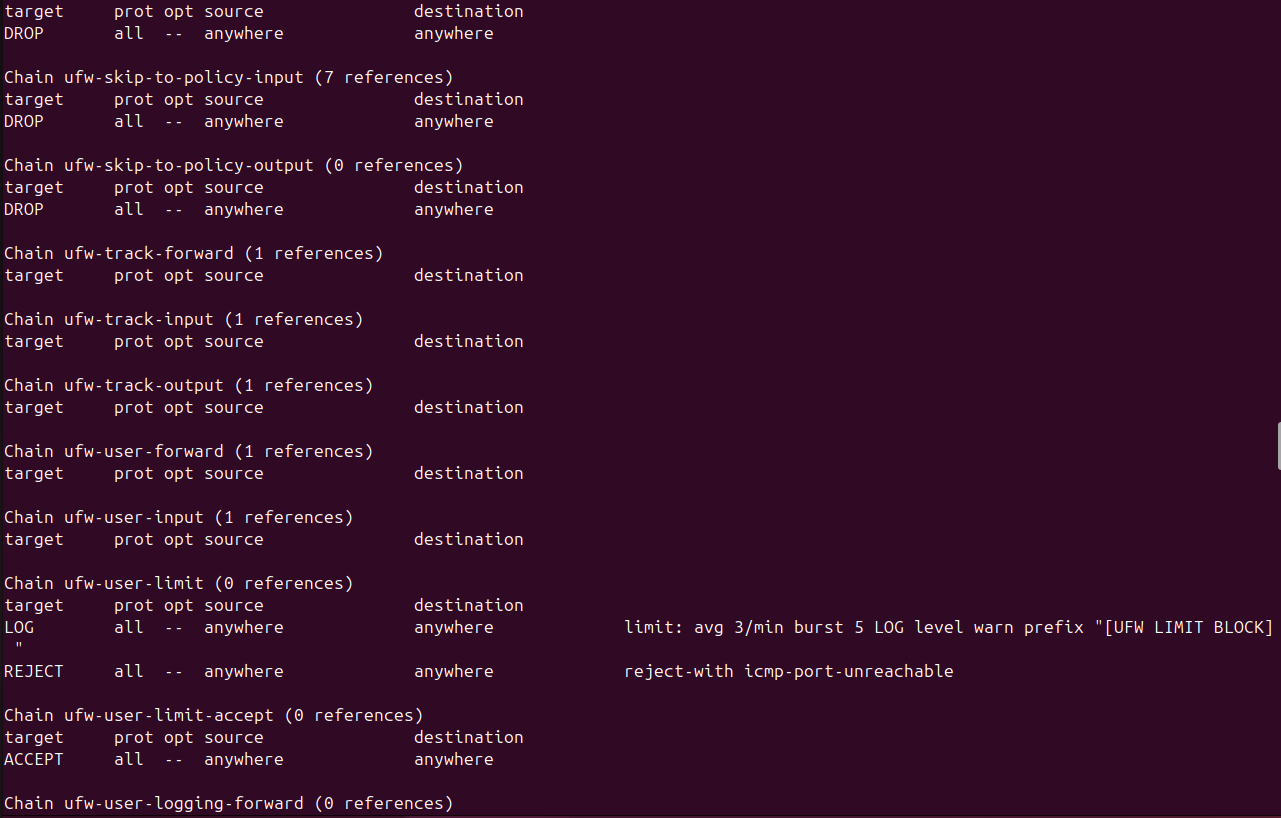 target     prot opt source               destination
DROP       all  --  anywhere             anywhere

Chain ufw-skip-to-policy-input (7 references)
target     prot opt source               destination
DROP       all  --  anywhere             anywhere

Chain ufw-skip-to-policy-output (0 references)
target     prot opt source               destination
DROP       all  --  anywhere             anywhere

Chain ufw-track-forward (1 references)
target     prot opt source               destination

Chain ufw-track-input (1 references)
target     prot opt source               destination

Chain ufw-track-output (1 references)
target     prot opt source               destination

Chain ufw-user-forward (1 references)
target     prot opt source               destination

Chain ufw-user-input (1 references)
target     prot opt source               destination

Chain ufw-user-limit (0 references)
target     prot opt source               destination
LOG        all  --  anywhere             anywhere             limit: avg 3/min burst 5 LOG level warn prefix "[UFW LIMIT BLOCK]
 "
REJECT     all  --  anywhere             anywhere             reject-with icmp-port-unreachable

Chain ufw-user-limit-accept (0 references)
target     prot opt source               destination
ACCEPT     all  --  anywhere             anywhere

Chain ufw-user-logging-forward (0 references)